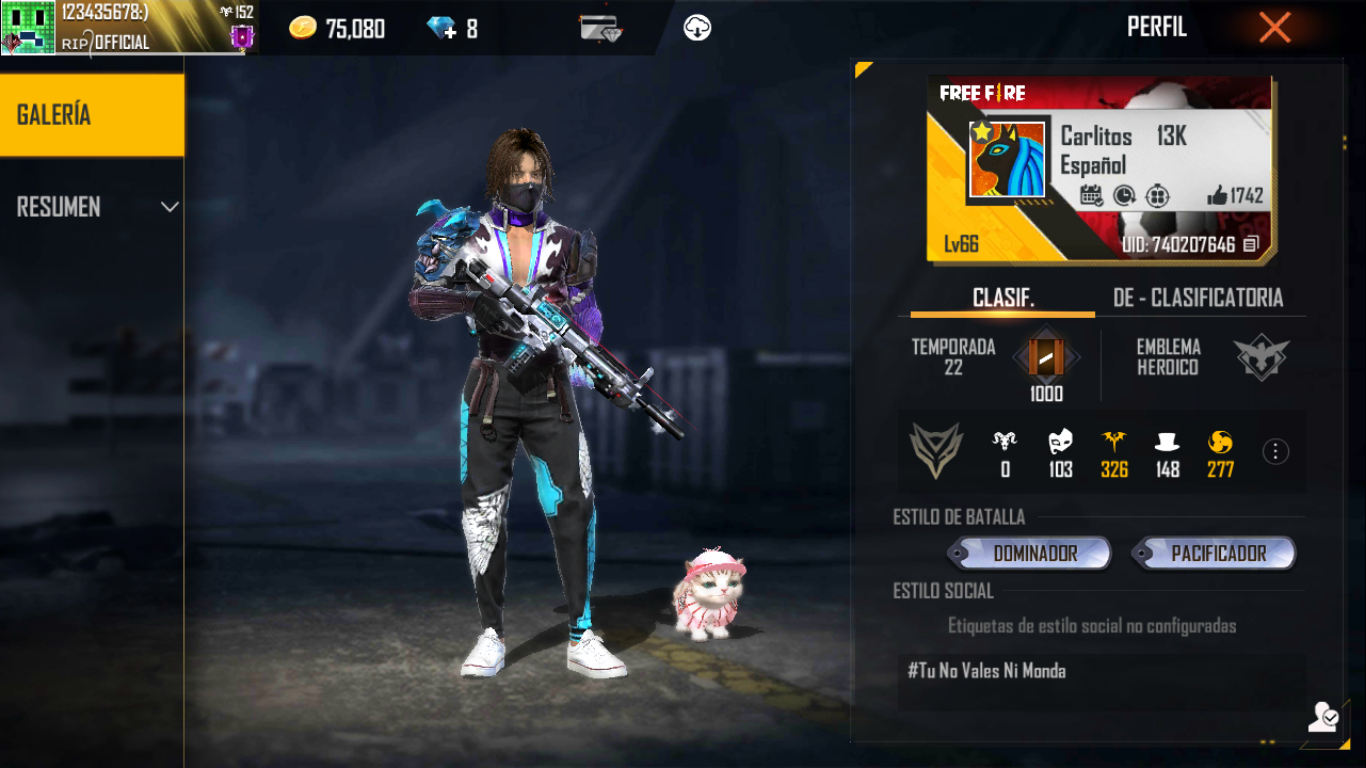 123435678:)
152
RIP OFFICIAL
75,080
8
PERFIL
GALERÍA
RESUMEN
FREE FIRE
Carlitos 13K
Español
1742
Lv66
UID: 740207646
CLASIF.
DE - CLASIFICATORIA
TEMPORADA
22
1000
EMBLEMA
HEROICO
0 103 326 148 277
ESTILO DE BATALLA
DOMINADOR
PACIFICADOR
ESTILO SOCIAL
Etiquetas de estilo social no configuradas
#Tu No Vales Ni Monda